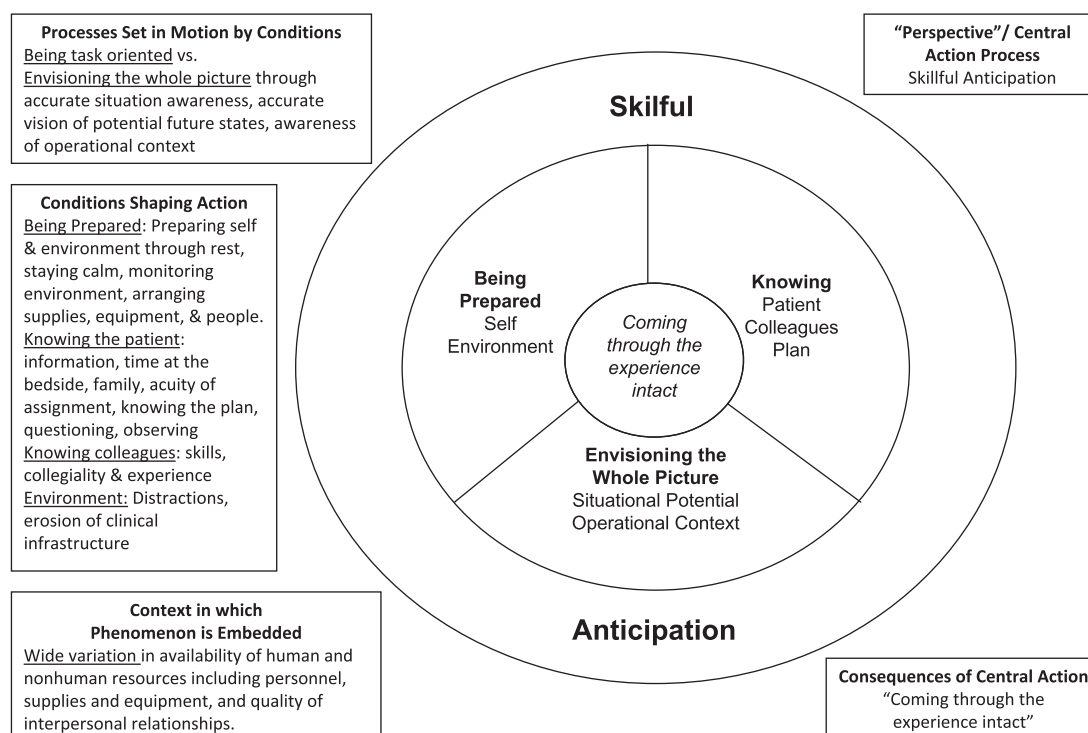 Processes Set in Motion by Conditions
Being task oriented vs.
Envisioning the whole picture through
accurate situation awareness, accurate
vision of potential future states, awareness
of operational context
Conditions Shaping Action
Being Prepared: Preparing self
& environment through rest,
staying calm, monitoring
environment, arranging
supplies, equipment, & people.
Knowing the patient:
information, time at the
bedside, family, acuity of
assignment, knowing the plan,
questioning, observing
Knowing colleagues: skills,
collegiality & experience
Environment: Distractions,
erosion of clinical
infrastructure
Context in which
Phenomenon is Embedded
Wide variation in availability of human and
nonhuman resources including personnel,
supplies and equipment, and quality of
interpersonal relationships.
Skilful
Being
Prepared
Self
Environment
Coming
through the
experience
intact
Knowing
Patient
Colleagues
Plan
Envisioning the
Whole Picture
Situational Potential
Operational Context
Anticipation
“Perspective”/ Central
Action Process
Skillful Anticipation
Consequences of Central Action
“Coming through the
experience intact”